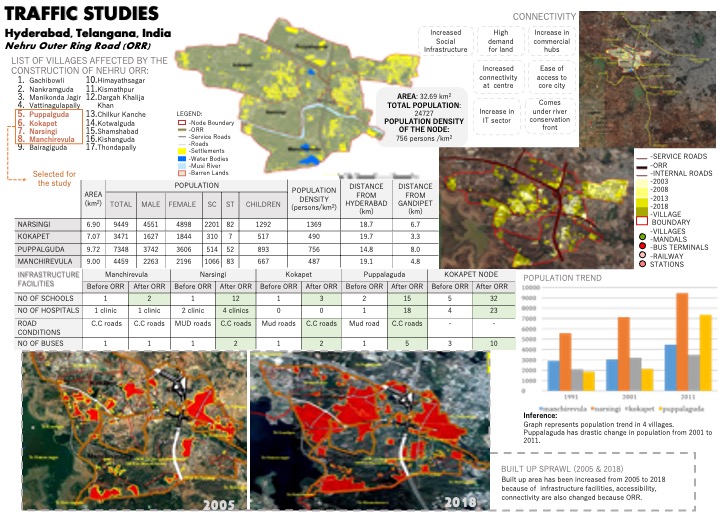 TRAFFIC STUDIES
Hyderabad, Telangana, India
Nehru Outer Ring Road (ORR)
LIST OF VILLAGES AFFECTED BY THE
CONSTRUCTION OF NEHRU ORR:
1. Gachibowli
2. Nankramguda
3. Manikonda Jagir
4. Vattinagulapally
5. Puppalguda
6. Kokapet
7. Narsingi
8. Manchirevula
9. Bairagiguda
10.Himayathsagar
11.Kismathpur
12.Dargah Khalija
Khan
13.Chilkur Kanche
14.Kotwalguda
15.Shamshabad
16.Kishanguda
17.Thondapally
Selected for
the study
LEGEND:
-Node Boundary
-ORR
-Service Roads
-Roads
-Settlements
-Water Bodies
-Musi River
-Barren Lands
AREA: 32.69 km²
TOTAL POPULATION:
24727
POPULATION DENSITY
OF THE NODE:
756 persons /km²
CONNECTIVITY
Increased
Social
Infrastructure
High
demand
for land
Increase in
commercial
hubs
Increased
connectivity
at centre
Ease of
access to
core city
Increase in
IT sector
Comes
under river
conservation
front
-SERVICE ROADS
-ORR
-INTERNAL ROADS
-2003
-2008
-2013
-2018
-VILLAGE
BOUNDARY
-VILLAGES
-MANDALS
-BUS TERMINALS
-RAILWAY
STATIONS
AREA (km²) POPULATION POPULATION DENSITY (persons/km²) DISTANCE FROM HYDERABAD (km) DISTANCE FROM GANDIPET (km)
TOTAL MALE FEMALE SC ST CHILDREN
NARSINGI 6.90 9449 4551 4898 2201 82 1292 1369 18.7 6.7
KOKAPET 7.07 3471 1627 1844 310 7 517 490 19.7 3.3
PUPPALGUDA 9.72 7348 3742 3606 514 52 893 756 14.8 8.0
MANCHIREVULA 9.00 4459 2263 2196 1066 83 667 487 19.1 4.8
INFRASTRUCTURE FACILITIES Manchirevula Narsingi Kokapet Puppalaguda KOKAPET NODE
Before ORR After ORR Before ORR After ORR Before ORR After ORR Before ORR After ORR Before ORR After ORR
NO OF SCHOOLS 1 2 1 12 1 3 2 15 5 32
NO OF HOSPITALS 1 clinic 1 clinic 2 clinic 4 clinics 0 0 1 18 4 23
ROAD CONDITIONS C.C roads C.C roads MUD roads C.C roads Mud roads C.C roads Mud road C.C roads - -
NO OF BUSES 1 1 1 2 1 2 1 5 3 10
POPULATION TREND
10000
9000
8000
7000
6000
5000
4000
3000
2000
1000
0
1991 2001 2011
manchirevula narsingi kokapet puppalaguda
Inference:
Graph represents population trend in 4 villages.
Puppalaguda has drastic change in population from 2001 to
2011.
2005
2018
BUILT UP SPRAWL (2005 & 2018)
Built up area has been increased from 2005 to 2018
because of infrastructure facilities, accessibility,
connectivity are also changed because ORR.